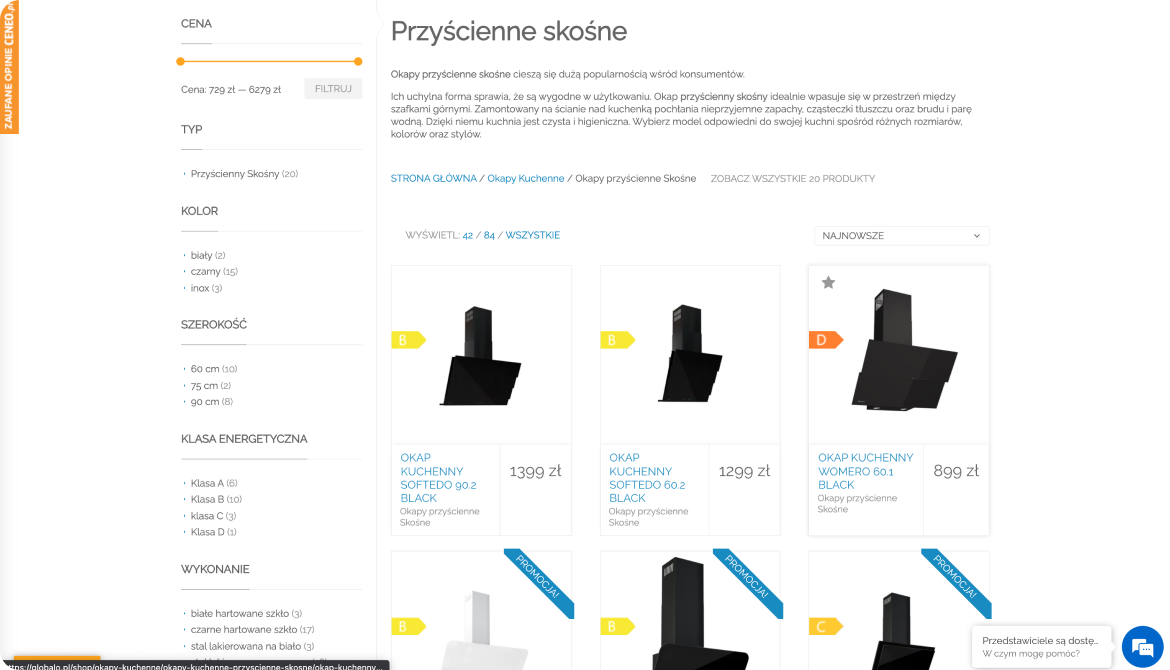 ZAUFANE OPINIE CENEO.pl
CENA
Cena: 729 zł — 6279 zł
FILTRUJ
TYP
Przyścienny Skośny (20)
KOLOR
biały (2)
czarny (15)
inox (3)
SZEROKOŚĆ
60 cm (10)
75 cm (2)
90 cm (8)
KLASA ENERGETYCZNA
Klasa A (6)
Klasa B (10)
klasa C (3)
Klasa D (1)
WYKONANIE
białe hartowane szkło (3)
czarne hartowane szkło (17)
stal lakierowana na biało (3)
Przyścienne skośne
Okapy przyścienne skośne cieszą się dużą popularnością wśród konsumentów.
Ich uchylna forma sprawia, że są wygodne w użytkowaniu. Okap przyścienny skośny idealnie wpasuje się w przestrzeń między
szafkami górnymi. Zamontowany na ścianie nad kuchenką pochłania nieprzyjemne zapachy, cząsteczki tłuszczu oraz brudu i parę
wodną. Dzięki niemu kuchnia jest czysta i higieniczna. Wybierz model odpowiedni do swojej kuchni spośród różnych rozmiarów,
kolorów oraz stylów.
STRONA GŁÓWNA / Okapy Kuchenne / Okapy przyścienne Skośne ZOBACZ WSZYSTKIE 20 PRODUKTY
WYŚWIETL: 42 / 84 / WSZYSTKIE
NAJNOWSZE
B
OKAP
KUCHENNY
SOFTEDO 90.2
BLACK
Okapy przyścienne
Skośne
1399 zł
B
OKAP
KUCHENNY
SOFTEDO 60.2
BLACK
Okapy przyścienne
Skośne
1299 zł
D
OKAP KUCHENNY
WOMERO 60.1
BLACK
Okapy przyścienne
Skośne
899 zł
PROMOCJA!
B
PROMOCJA!
B
PROMOCJA!
C
Przedstawiciele są dostę...
W czym mogę pomóc?
https://globalo.pl/shop/okapy-kuchenne/okapy-kuchenne-przyscienne-skosne/okap-kuchenny...